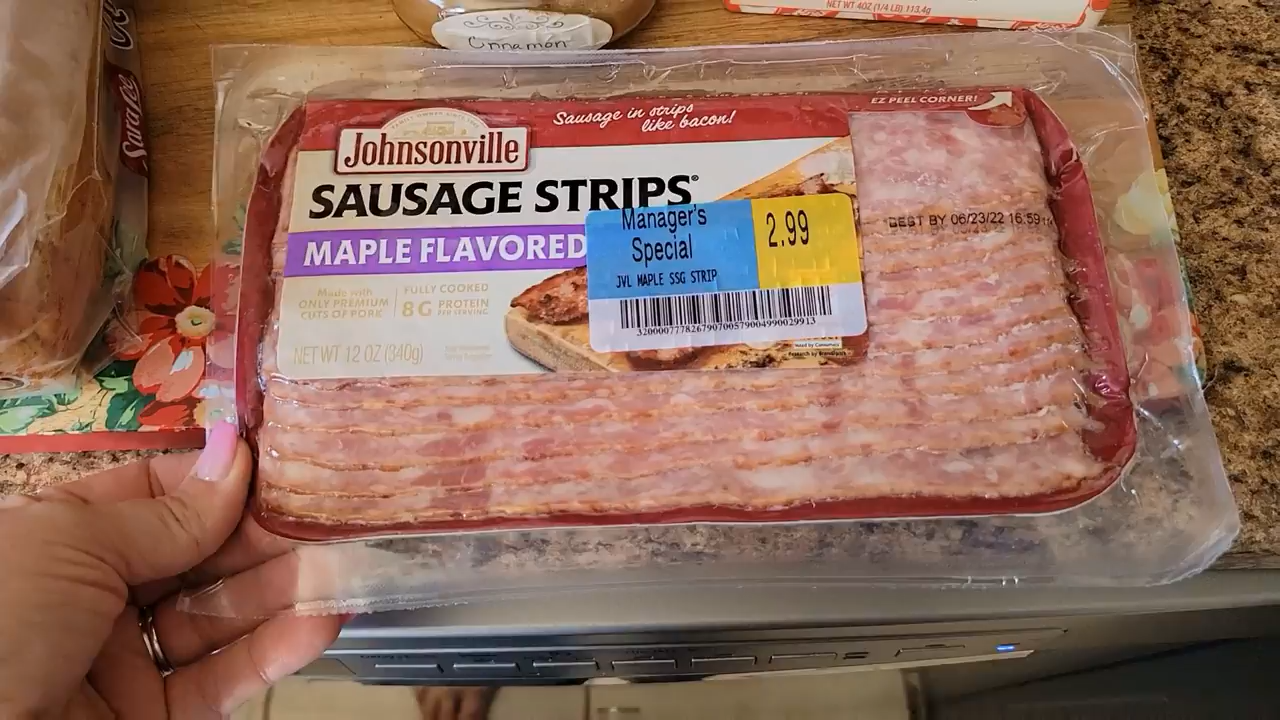 NET WT 4OZ (1/4 LB) 113.4g
Cinnamon
Sara Lee
Sausage in strips
like bacon!
EZ PEEL CORNER!
Johnsonville
SAUSAGE STRIPS®
MAPLE FLAVORED
Made with
ONLY PREMIUM
CUTS OF PORK
FULLY COOKED
8G PROTEIN
PER SERVING
NET WT 12 OZ (340g)
Manager's
Special
2.99
JVL MAPLE SSG STRIP
BEST BY 06/23/22 16:59